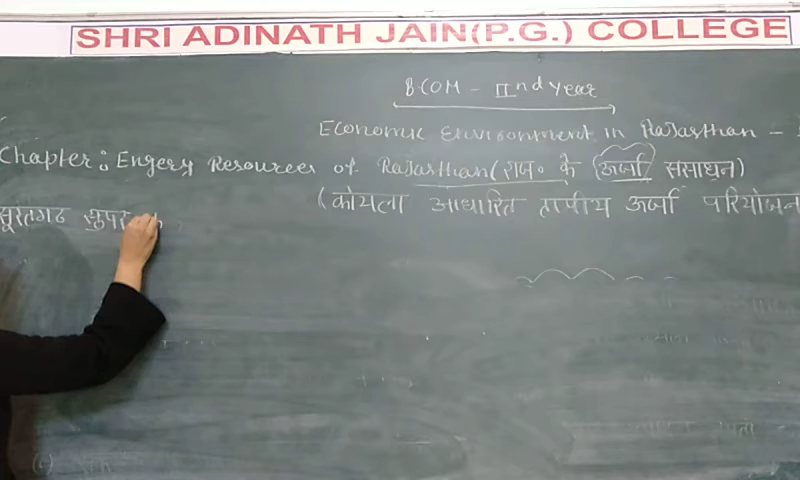 SHRI ADINATH JAIN(P.G.) COLLEGE
B.COM - IInd Year
Economic Environment in Rajasthan -
Chapter: Engery Resources of Rajasthan (राज० के ऊर्जा संसाधन)
(कोयला आधारित तापीय ऊर्जा परियोजन
सूरतगढ सुपर